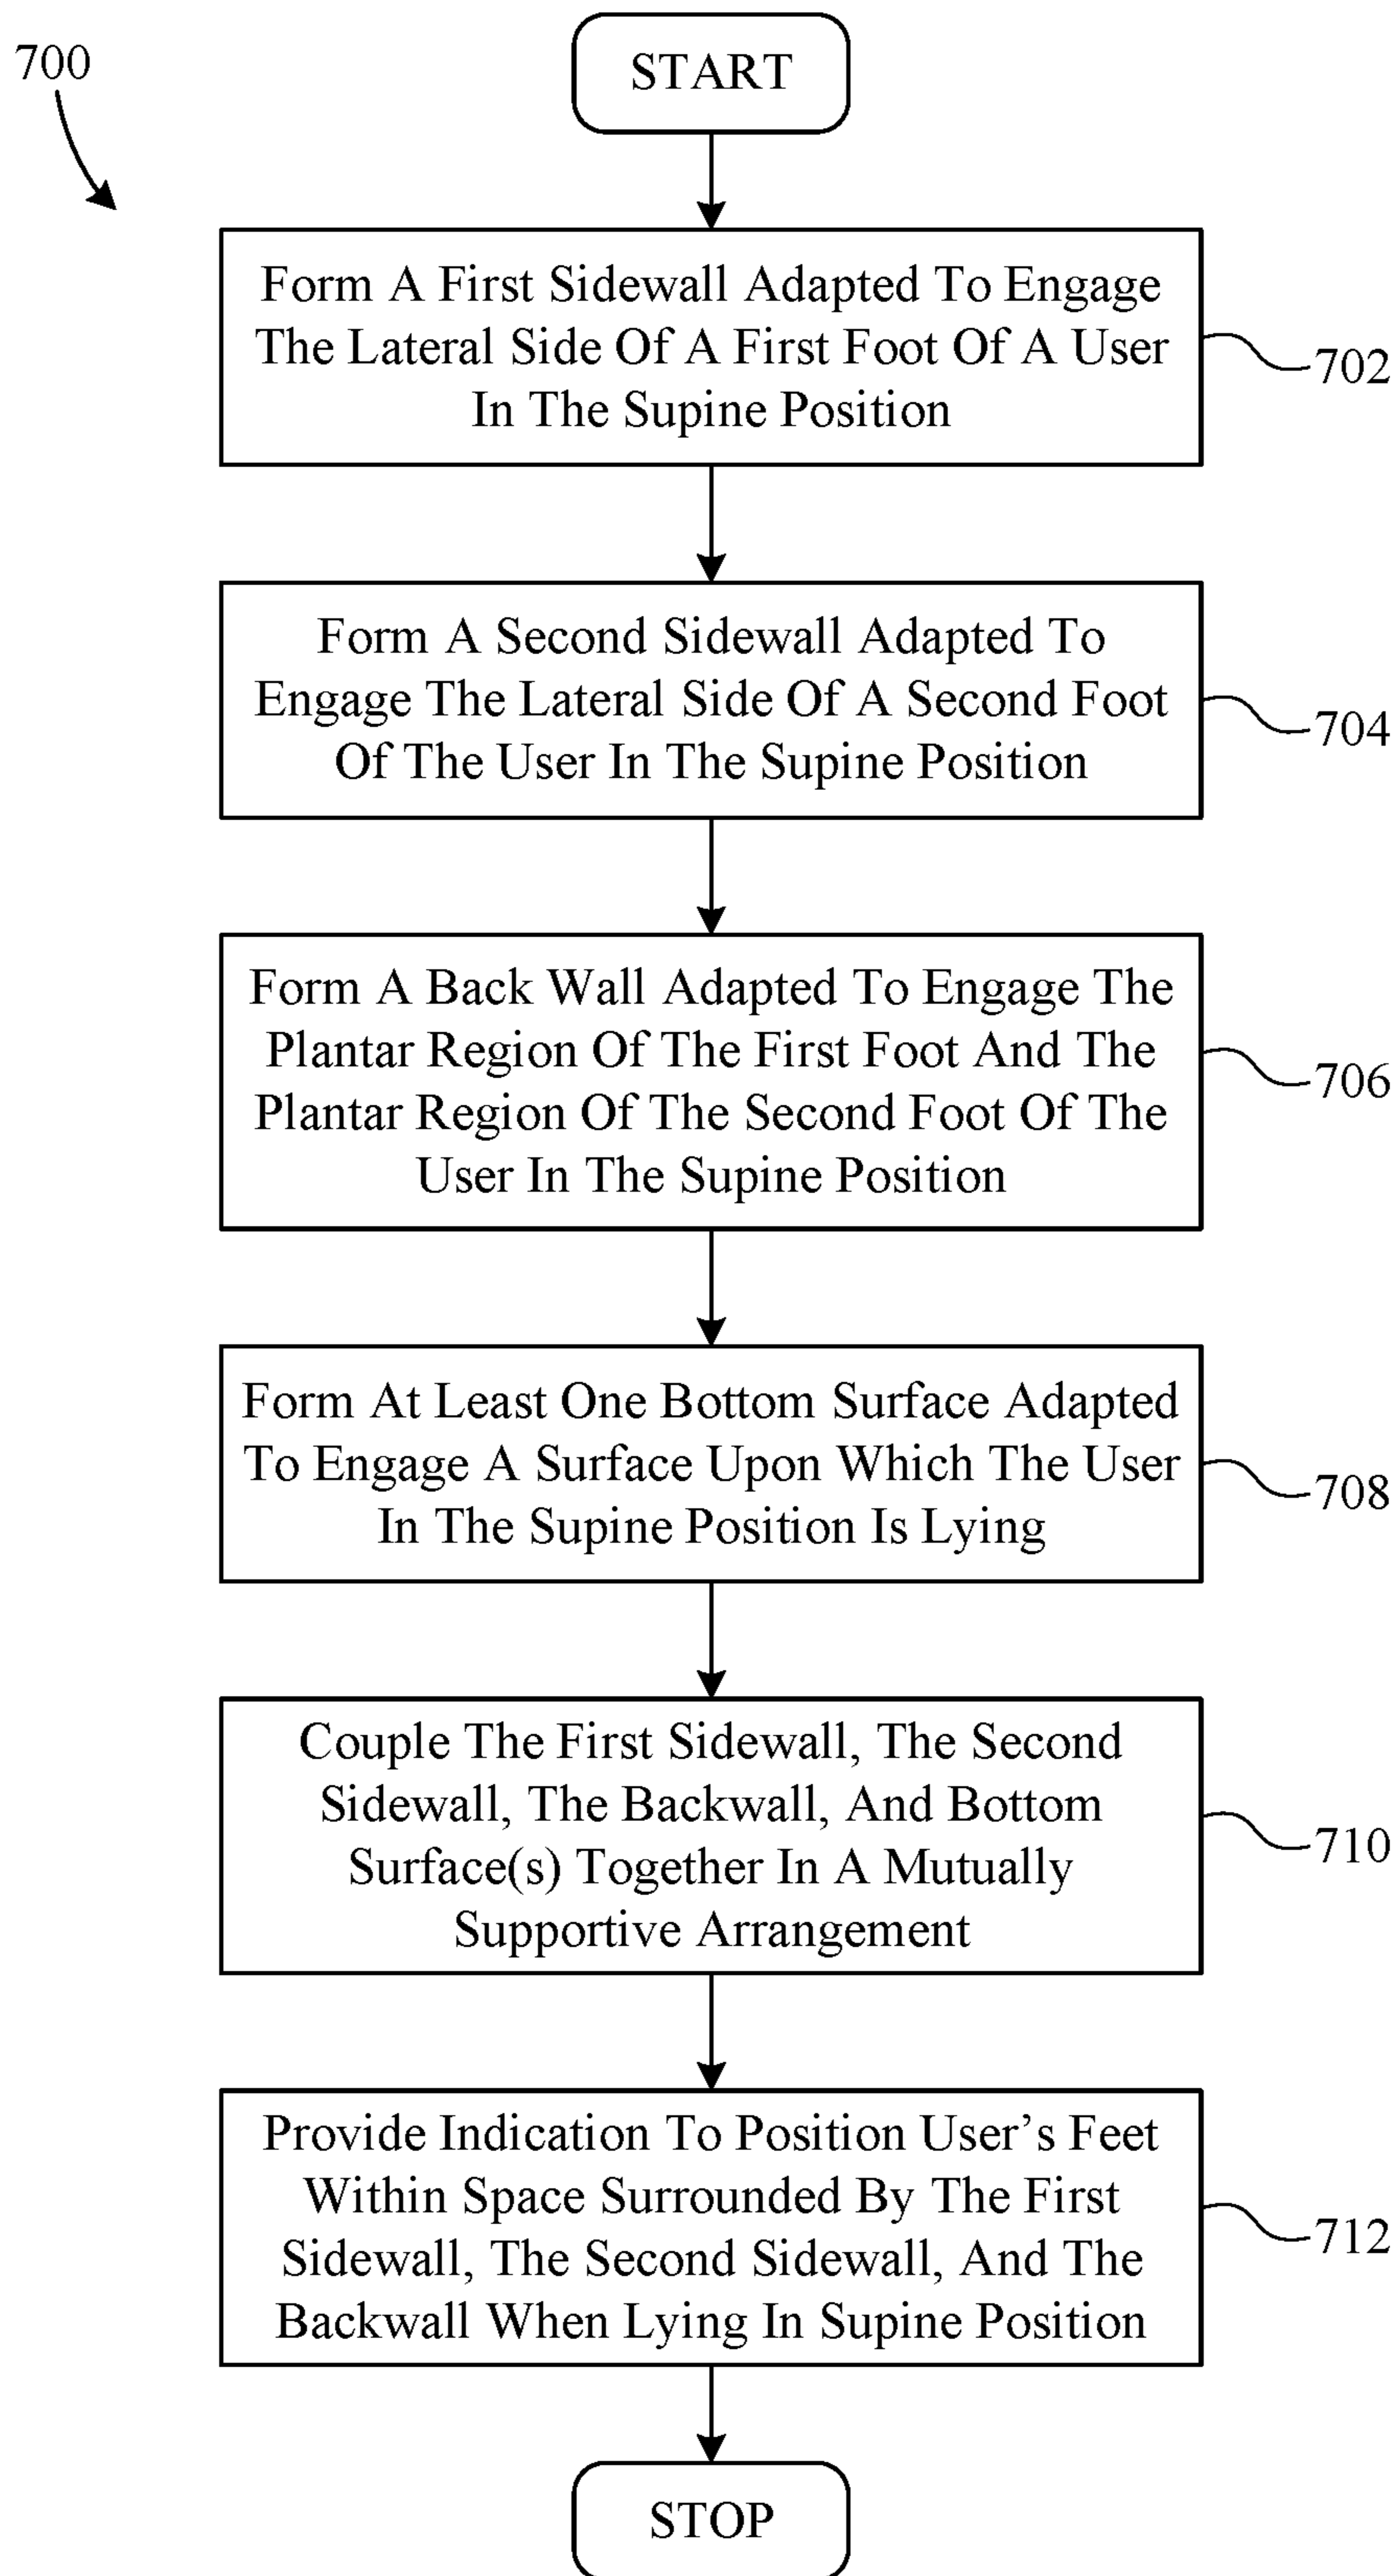 700
START
Form A First Sidewall Adapted To Engage
The Lateral Side Of A First Foot Of A User
In The Supine Position
702
Form A Second Sidewall Adapted To
Engage The Lateral Side Of A Second Foot
Of The User In The Supine Position
704
Form A Back Wall Adapted To Engage The
Plantar Region Of The First Foot And The
Plantar Region Of The Second Foot Of The
User In The Supine Position
706
Form At Least One Bottom Surface Adapted
To Engage A Surface Upon Which The User
In The Supine Position Is Lying
708
Couple The First Sidewall, The Second
Sidewall, The Backwall, And Bottom
Surface(s) Together In A Mutually
Supportive Arrangement
710
Provide Indication To Position User’s Feet
Within Space Surrounded By The First
Sidewall, The Second Sidewall, And The
Backwall When Lying In Supine Position
712
STOP